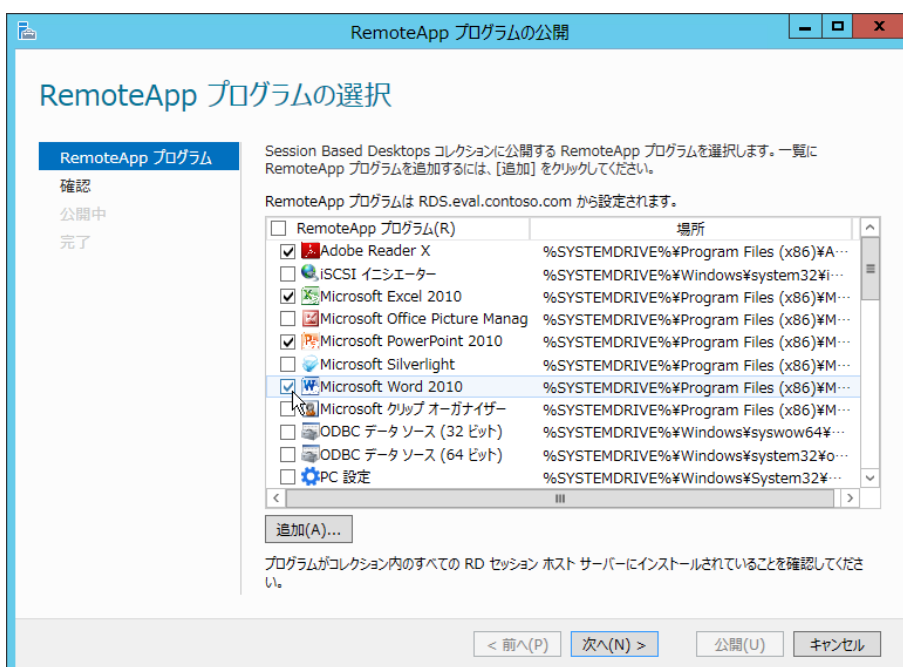 RemoteApp プログラムの公開
RemoteApp プログラムの選択
RemoteApp プログラム
確認
公開中
完了
Session Based Desktops コレクションに公開する RemoteApp プログラムを選択します。一覧に
RemoteApp プログラムを追加するには、[追加] をクリックしてください。
RemoteApp プログラムは RDS.eval.contoso.com から設定されます。
RemoteApp プログラム(R) 場所
Adobe Reader X %SYSTEMDRIVE%¥Program Files (x86)¥A…
iSCSI イニシエーター %SYSTEMDRIVE%¥Windows¥system32¥i…
Microsoft Excel 2010 %SYSTEMDRIVE%¥Program Files (x86)¥M…
Microsoft Office Picture Manag %SYSTEMDRIVE%¥Program Files (x86)¥M…
Microsoft PowerPoint 2010 %SYSTEMDRIVE%¥Program Files (x86)¥M…
Microsoft Silverlight %SYSTEMDRIVE%¥Program Files (x86)¥M…
Microsoft Word 2010 %SYSTEMDRIVE%¥Program Files (x86)¥M…
Microsoft クリップ オーガナイザー %SYSTEMDRIVE%¥Program Files (x86)¥M…
ODBC データ ソース (32 ビット) %SYSTEMDRIVE%¥Windows¥syswow64¥…
ODBC データ ソース (64 ビット) %SYSTEMDRIVE%¥Windows¥system32¥o…
PC 設定 %SYSTEMDRIVE%¥Windows¥System32¥…
追加(A)...
プログラムがコレクション内のすべての RD セッション ホスト サーバーにインストールされていることを確認してくださ
い。
< 前へ(P) 次へ(N) > 公開(U) キャンセル